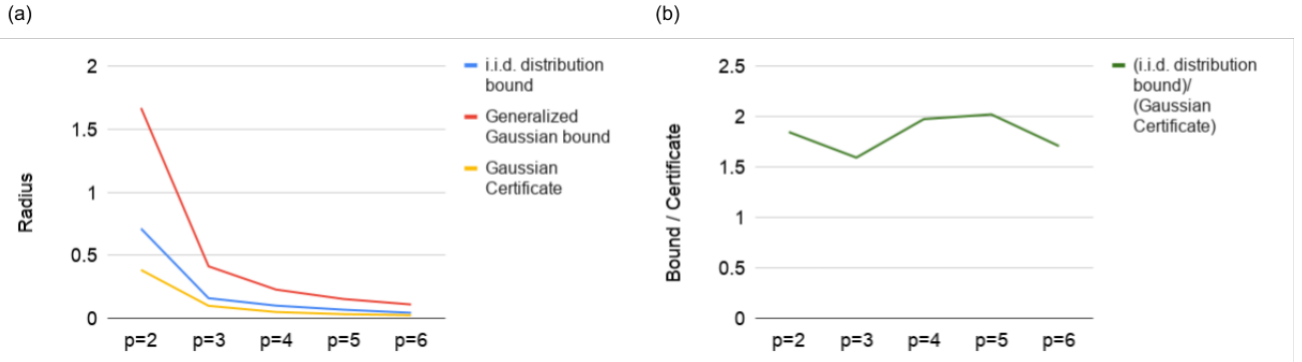 (a)
2
1.5
1
0.5
0
Radius
p=2 p=3 p=4 p=5 p=6
i.i.d. distribution
bound
Generalized
Gaussian bound
Gaussian
Certificate
(b)
2.5
2
1.5
1
0.5
0
Bound / Certificate
p=2 p=3 p=4 p=5 p=6
(i.i.d. distribution
bound)/
(Gaussian
Certificate)